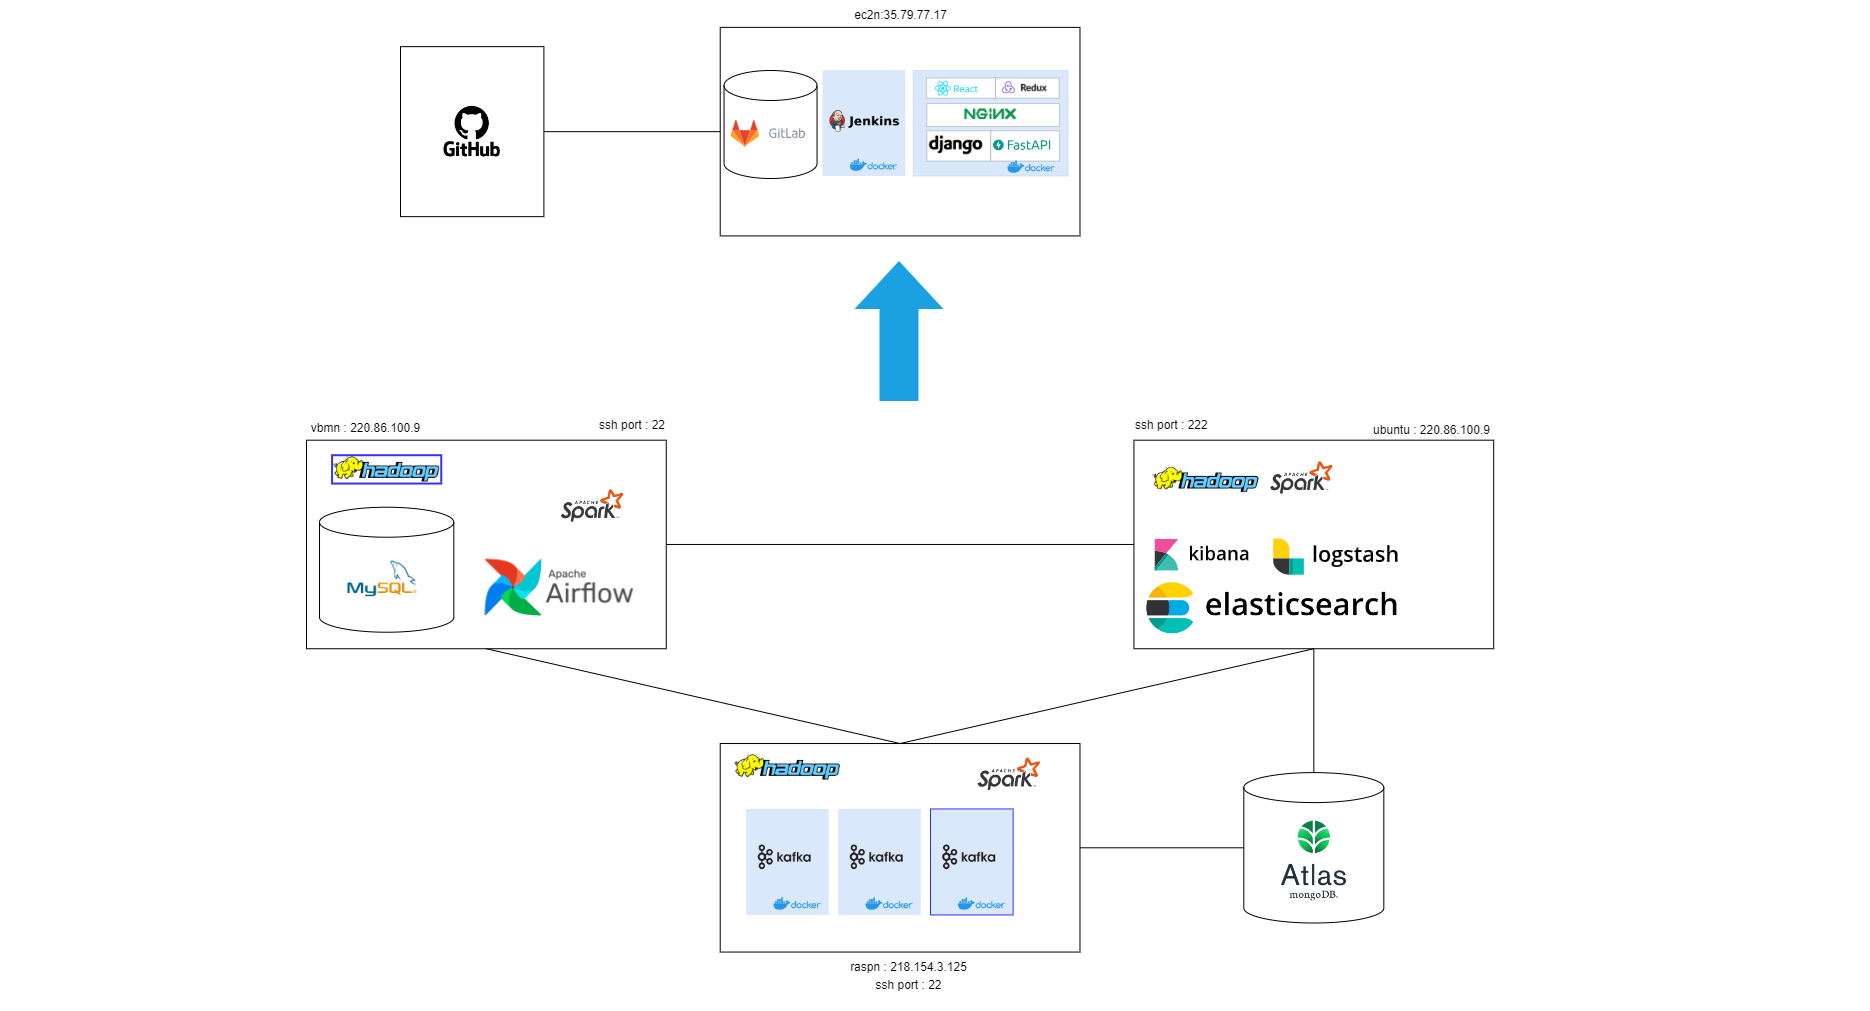 ec2n:35.79.77.17
GitHub
GitLab
Jenkins
docker
React
Redux
NGINX
django
FastAPI
docker
vbmn : 220.86.100.9
ssh port : 22
hadoop
APACHE
Spark
MySQL
Apache
Airflow
ssh port : 222
ubuntu : 220.86.100.9
hadoop
APACHE
Spark
kibana
logstash
elasticsearch
hadoop
APACHE
Spark
kafka
docker
kafka
docker
kafka
docker
Atlas
mongoDB.
raspn : 218.154.3.125
ssh port : 22